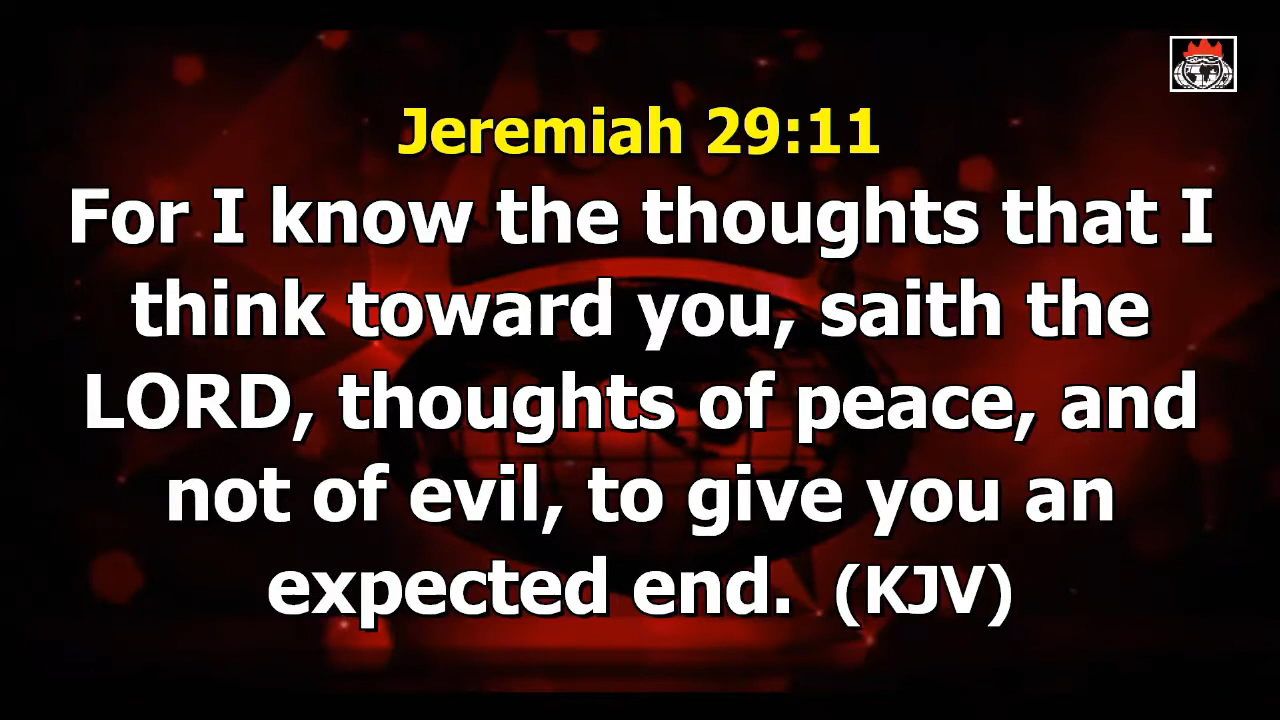 Jeremiah 29:11
For I know the thoughts that I
think toward you, saith the
LORD, thoughts of peace, and
not of evil, to give you an
expected end. (KJV)